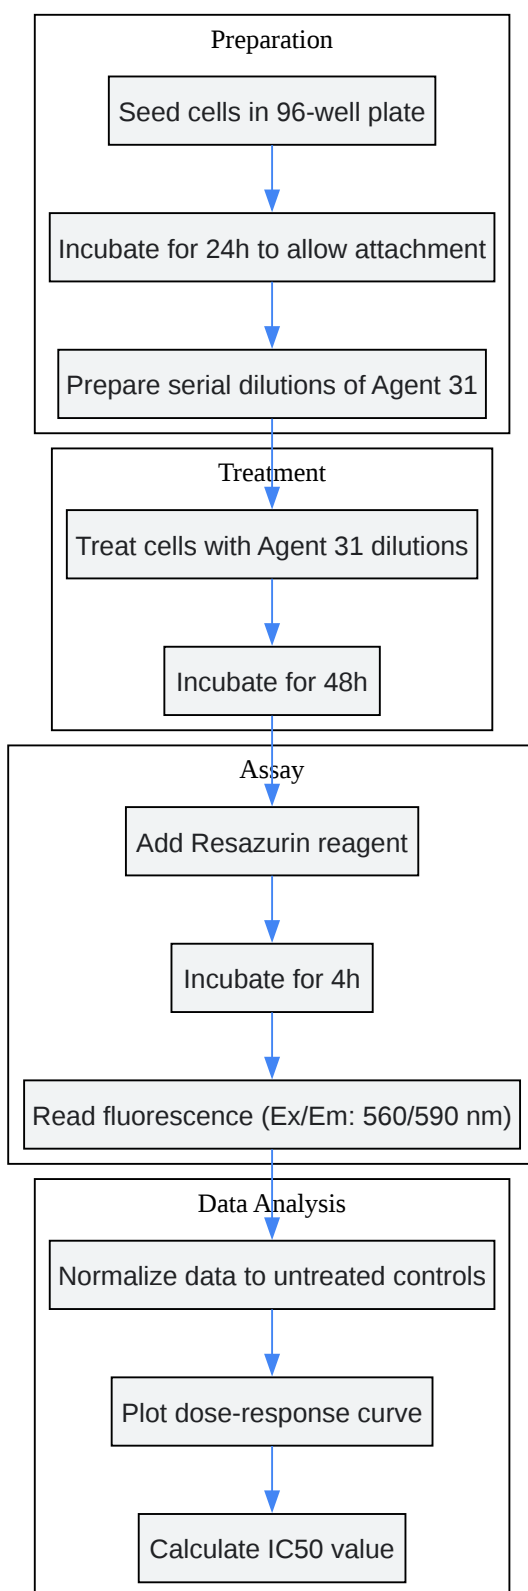 Preparation
Seed cells in 96-well plate
Incubate for 24h to allow attachment
Prepare serial dilutions of Agent 31
Treatment
Treat cells with Agent 31 dilutions
Incubate for 48h
Assay
Add Resazurin reagent
Incubate for 4h
Read fluorescence (Ex/Em: 560/590 nm)
Data Analysis
Normalize data to untreated controls
Plot dose-response curve
Calculate IC50 value